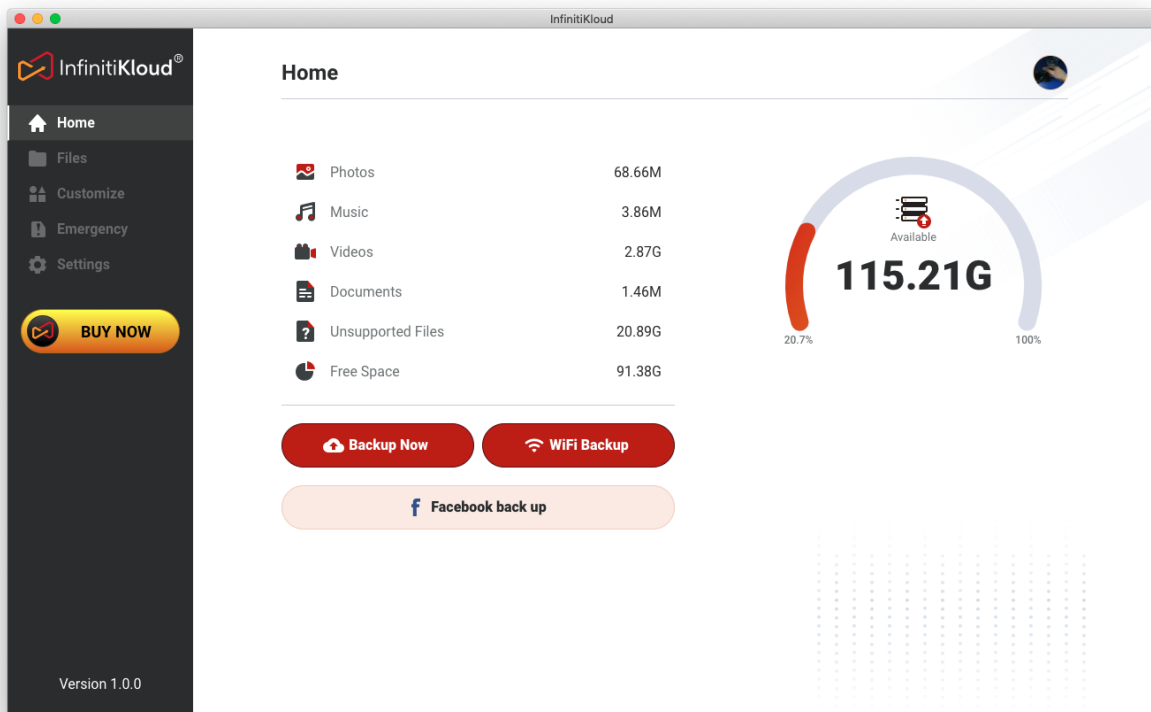 InfinitiKloud
InfinitiKloud®
Home
Files
Customize
Emergency
Settings
BUY NOW
Version 1.0.0
Home
Photos 68.66M
Music 3.86M
Videos 2.87G
Documents 1.46M
Unsupported Files 20.89G
Free Space 91.38G
Backup Now
WiFi Backup
f Facebook back up
Available
115.21G
20.7% 100%